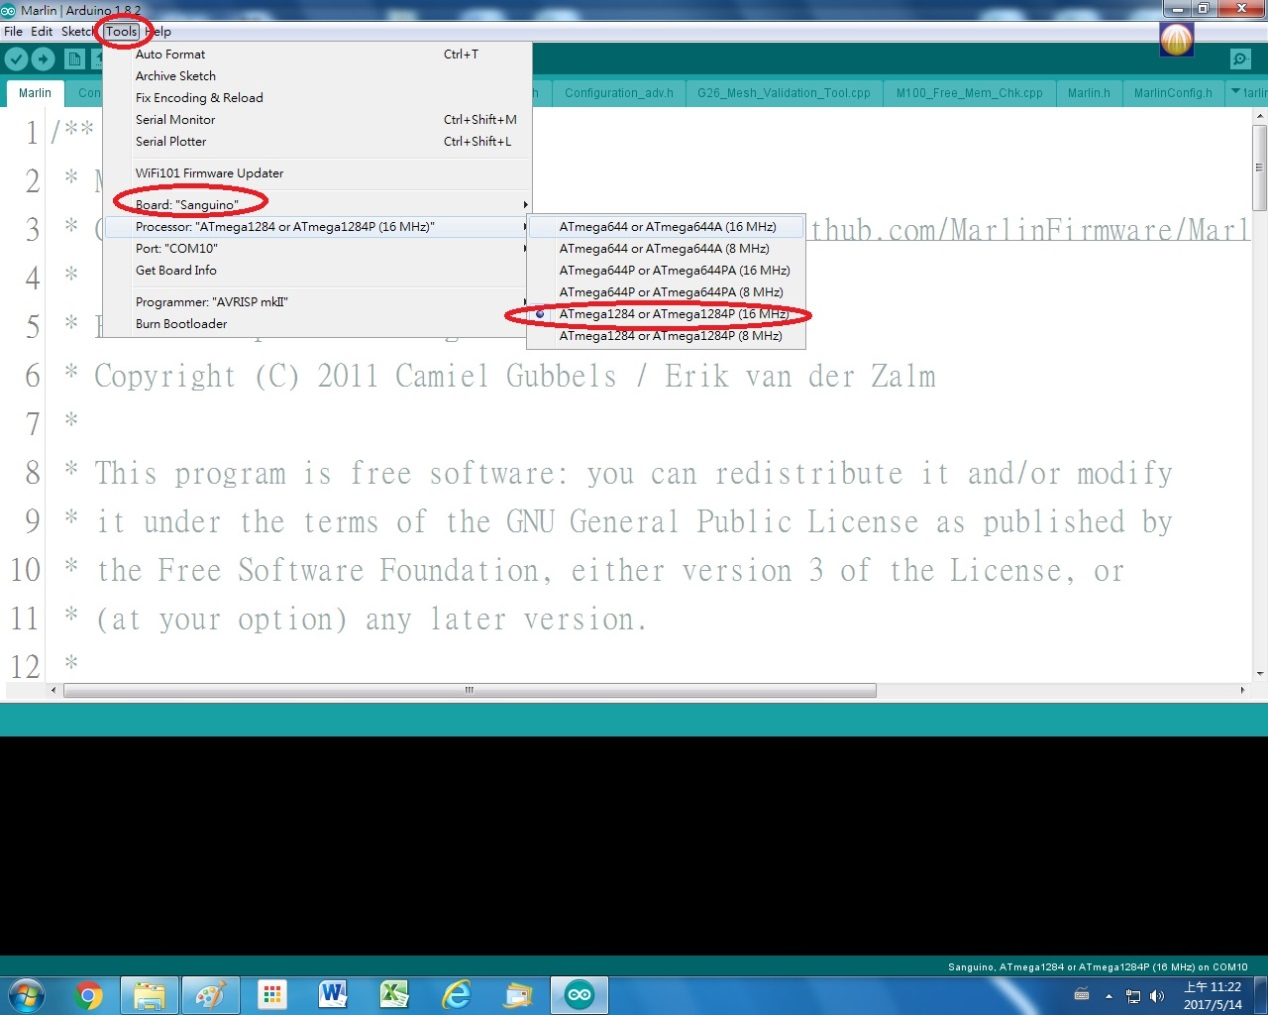 Marlin | Arduino 1.8.2
File Edit Sketch Tools Help
Auto Format Ctrl+T
Archive Sketch
Fix Encoding & Reload
Serial Monitor Ctrl+Shift+M
Serial Plotter Ctrl+Shift+L
WiFi101 Firmware Updater
Board: "Sanguino"
Processor: "ATmega1284 or ATmega1284P (16 MHz)"
Port: "COM10"
Get Board Info
Programmer: "AVRISP mkII"
Burn Bootloader
ATmega644 or ATmega644A (16 MHz)
ATmega644 or ATmega644A (8 MHz)
ATmega644P or ATmega644PA (16 MHz)
ATmega644P or ATmega644PA (8 MHz)
ATmega1284 or ATmega1284P (16 MHz)
ATmega1284 or ATmega1284P (8 MHz)
Marlin Con h Configuration_adv.h G26_Mesh_Validation_Tool.cpp M100_Free_Mem_Chk.cpp Marlin.h MarlinConfig.h tarlin
1 /**
2 * M
3 * C thub.com/MarlinFirmware/Marl
4 *
5 *
6 * Copyright (C) 2011 Camiel Gubbels / Erik van der Zalm
7 *
8 * This program is free software: you can redistribute it and/or modify
9 * it under the terms of the GNU General Public License as published by
10 * the Free Software Foundation, either version 3 of the License, or
11 * (at your option) any later version.
12 *
Sanguino, ATmega1284 or ATmega1284P (16 MHz) on COM10
上午 11:22
2017/5/14